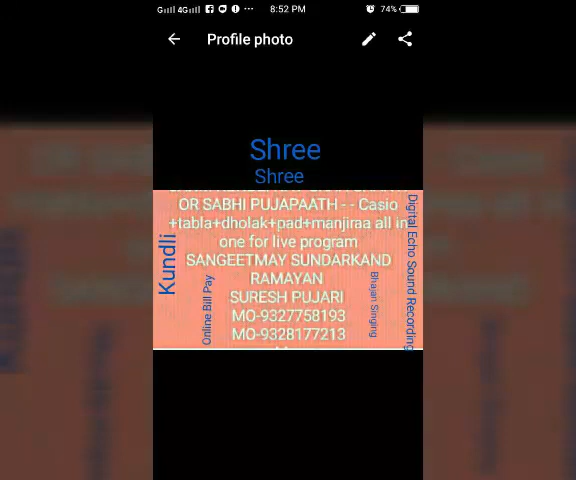 8:52 PM
74%
Profile photo
Shree
Shree
OR SABHI PUJAPAATH - - Casio
+tabla+dholak+pad+manjiraa all in
one for live program
SANGEETMAY SUNDARKAND
RAMAYAN
SURESH PUJARI
MO-9327758193
MO-9328177213
Kundli
Online Bill Pay
Bhajan Singing
Digital Echo Sound Recording